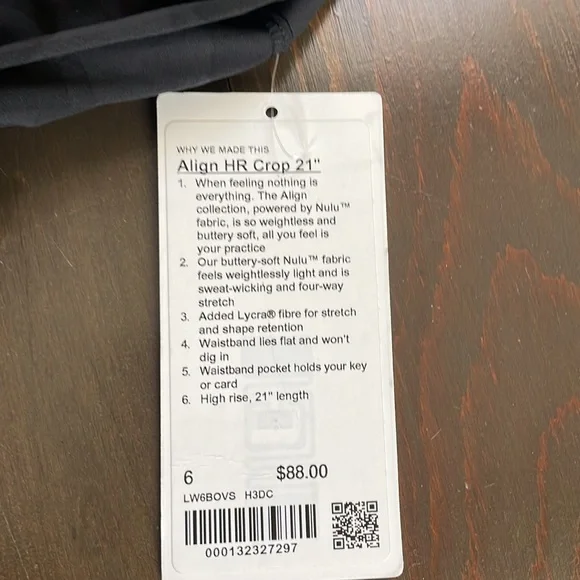 WHY WE MADE THIS
Align HR Crop 21"
1. When feeling nothing is
everything. The Align
collection, powered by Nulu™
fabric, is so weightless and
buttery soft, all you feel is
your practice
2. Our buttery-soft Nulu™ fabric
feels weightlessly light and is
sweat-wicking and four-way
stretch
3. Added Lycra® fibre for stretch
and shape retention
4. Waistband lies flat and won't
dig in
5. Waistband pocket holds your key
or card
6. High rise, 21" length
6 $88.00
LW6BOVS H3DC
000132327297